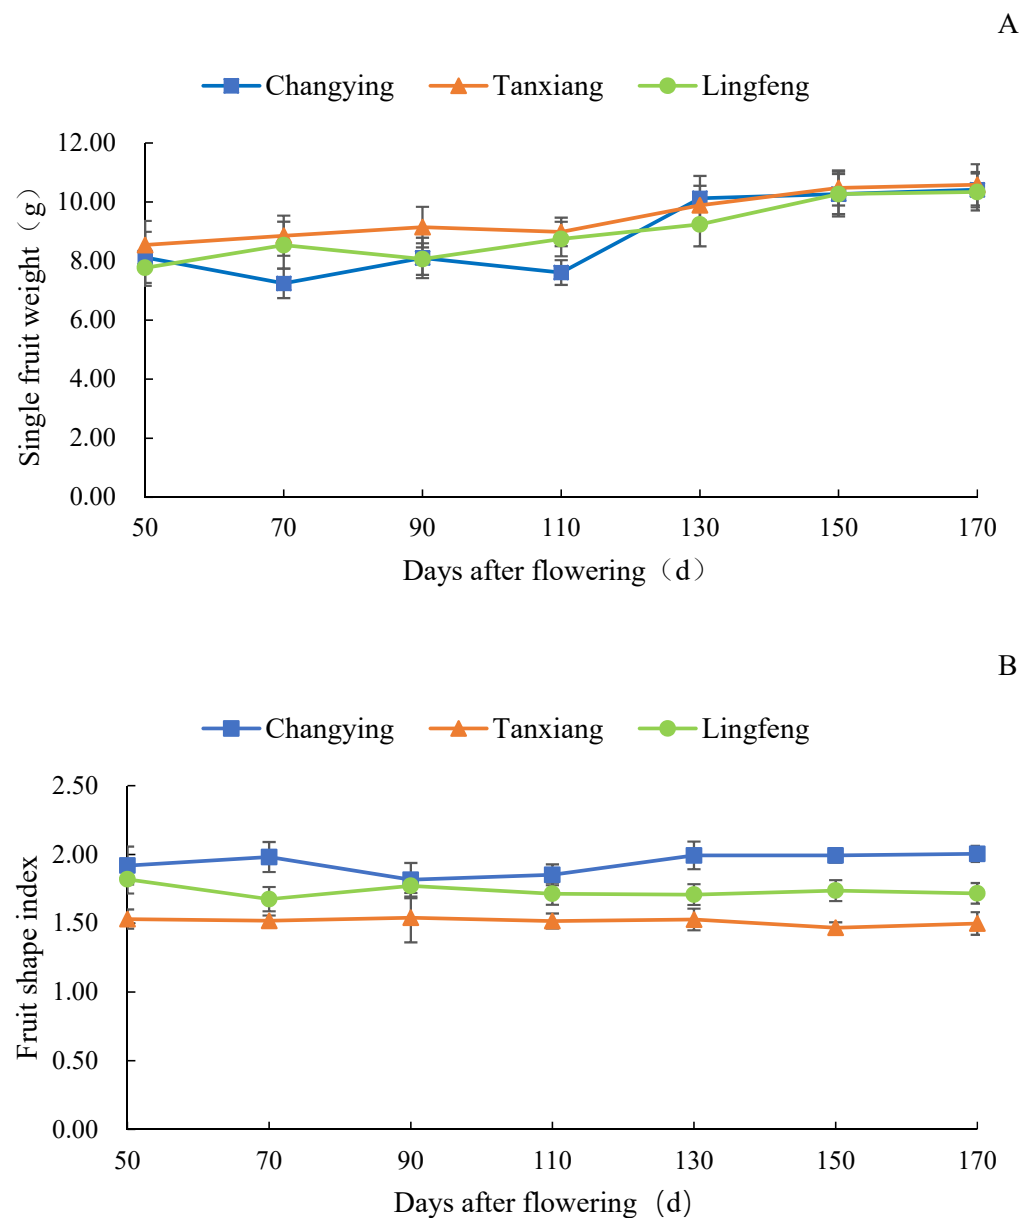 A
Changying Tanxiang Lingfeng
12.00
10.00
8.00
6.00
4.00
2.00
0.00
Single fruit weight（g）
50 70 90 110 130 150 170
Days after flowering（d）
B
Changying Tanxiang Lingfeng
2.50
2.00
1.50
1.00
0.50
0.00
Fruit shape index
50 70 90 110 130 150 170
Days after flowering（d）